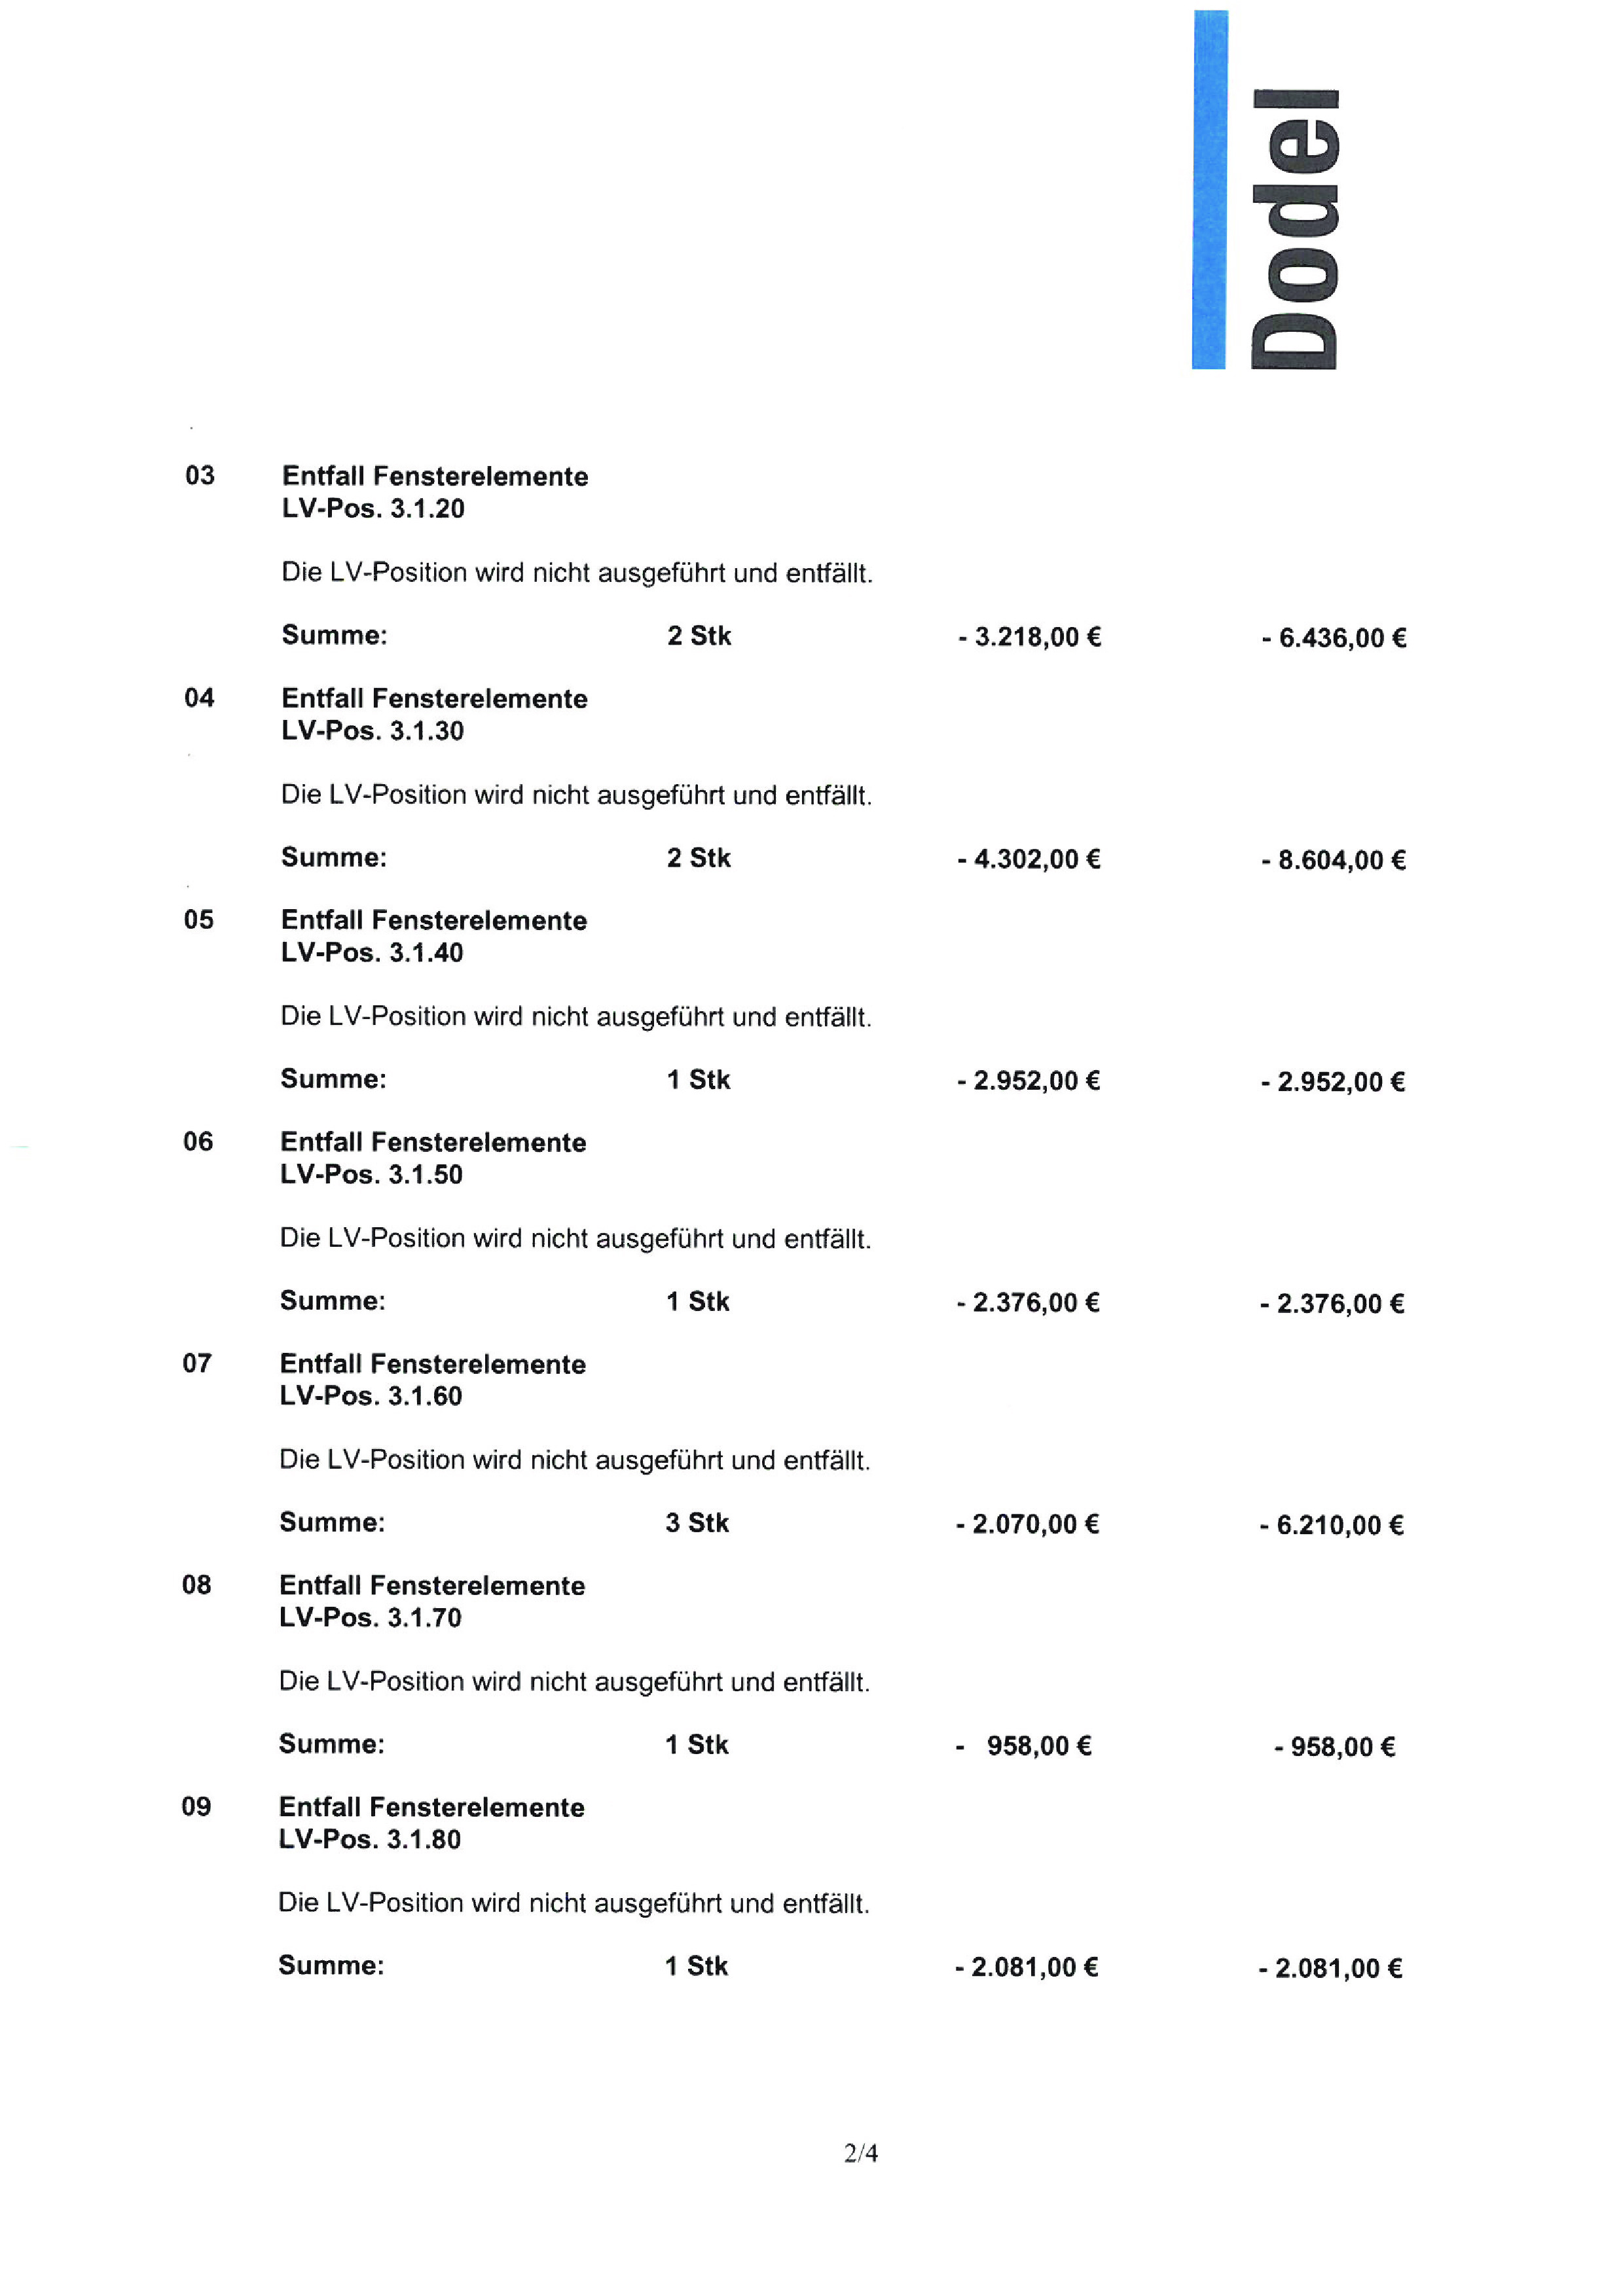 Dodel
03 Entfall Fensterelemente
LV-Pos. 3.1.20
Die LV-Position wird nicht ausgeführt und entfällt.
Summe: 2 Stk - 3.218,00 € - 6.436,00 €
04 Entfall Fensterelemente
LV-Pos. 3.1.30
Die LV-Position wird nicht ausgeführt und entfällt.
Summe: 2 Stk - 4.302,00 € - 8.604,00 €
05 Entfall Fensterelemente
LV-Pos. 3.1.40
Die LV-Position wird nicht ausgeführt und entfällt.
Summe: 1 Stk - 2.952,00 € - 2.952,00 €
06 Entfall Fensterelemente
LV-Pos. 3.1.50
Die LV-Position wird nicht ausgeführt und entfällt.
Summe: 1 Stk - 2.376,00 € - 2.376,00 €
07 Entfall Fensterelemente
LV-Pos. 3.1.60
Die LV-Position wird nicht ausgeführt und entfällt.
Summe: 3 Stk - 2.070,00 € - 6.210,00 €
08 Entfall Fensterelemente
LV-Pos. 3.1.70
Die LV-Position wird nicht ausgeführt und entfällt.
Summe: 1 Stk - 958,00 € - 958,00 €
09 Entfall Fensterelemente
LV-Pos. 3.1.80
Die LV-Position wird nicht ausgeführt und entfällt.
Summe: 1 Stk - 2.081,00 € - 2.081,00 €
2/4